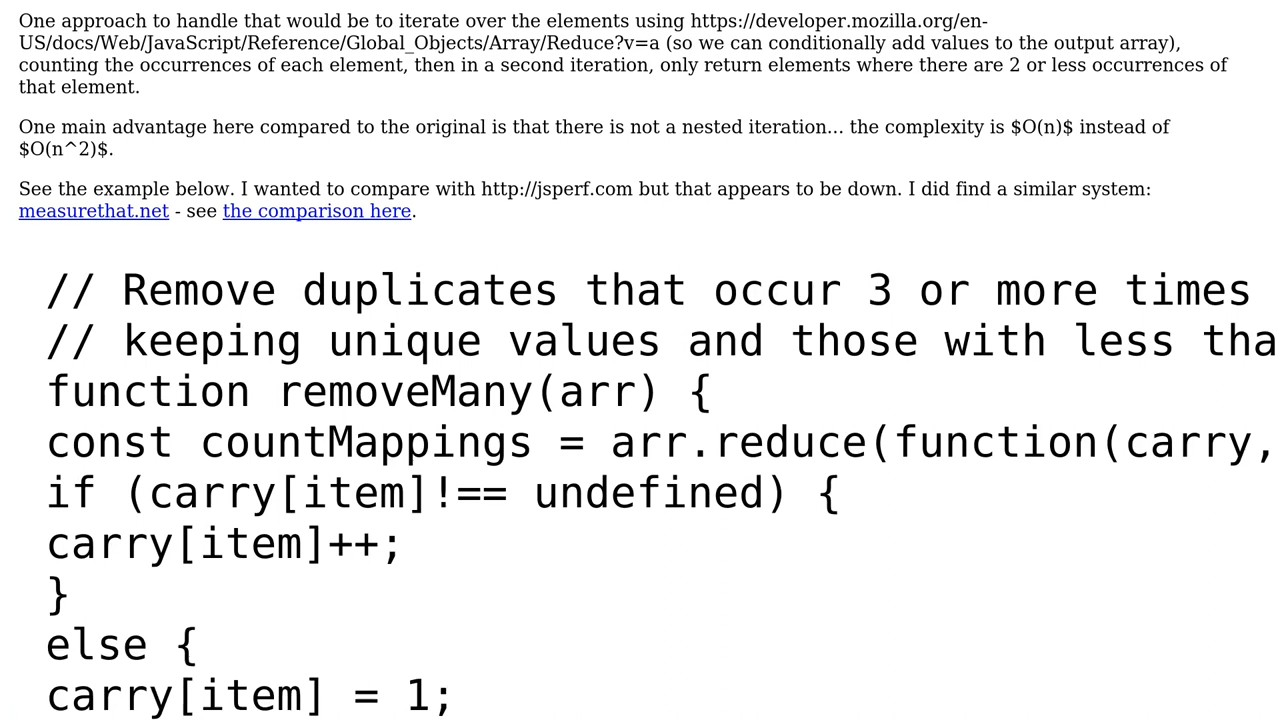 One approach to handle that would be to iterate over the elements using https://developer.mozilla.org/en-
US/docs/Web/JavaScript/Reference/Global_Objects/Array/Reduce?v=a (so we can conditionally add values to the output array),
counting the occurrences of each element, then in a second iteration, only return elements where there are 2 or less occurrences of
that element.
One main advantage here compared to the original is that there is not a nested iteration... the complexity is $O(n)$ instead of
$O(n^2)$.
See the example below. I wanted to compare with http://jsperf.com but that appears to be down. I did find a similar system:
measurethat.net - see the comparison here.
// Remove duplicates that occur 3 or more times
// keeping unique values and those with less tha
function removeMany(arr) {
const countMappings = arr.reduce(function(carry,
if (carry[item]!== undefined) {
carry[item]++;
}
else {
carry[item] = 1;